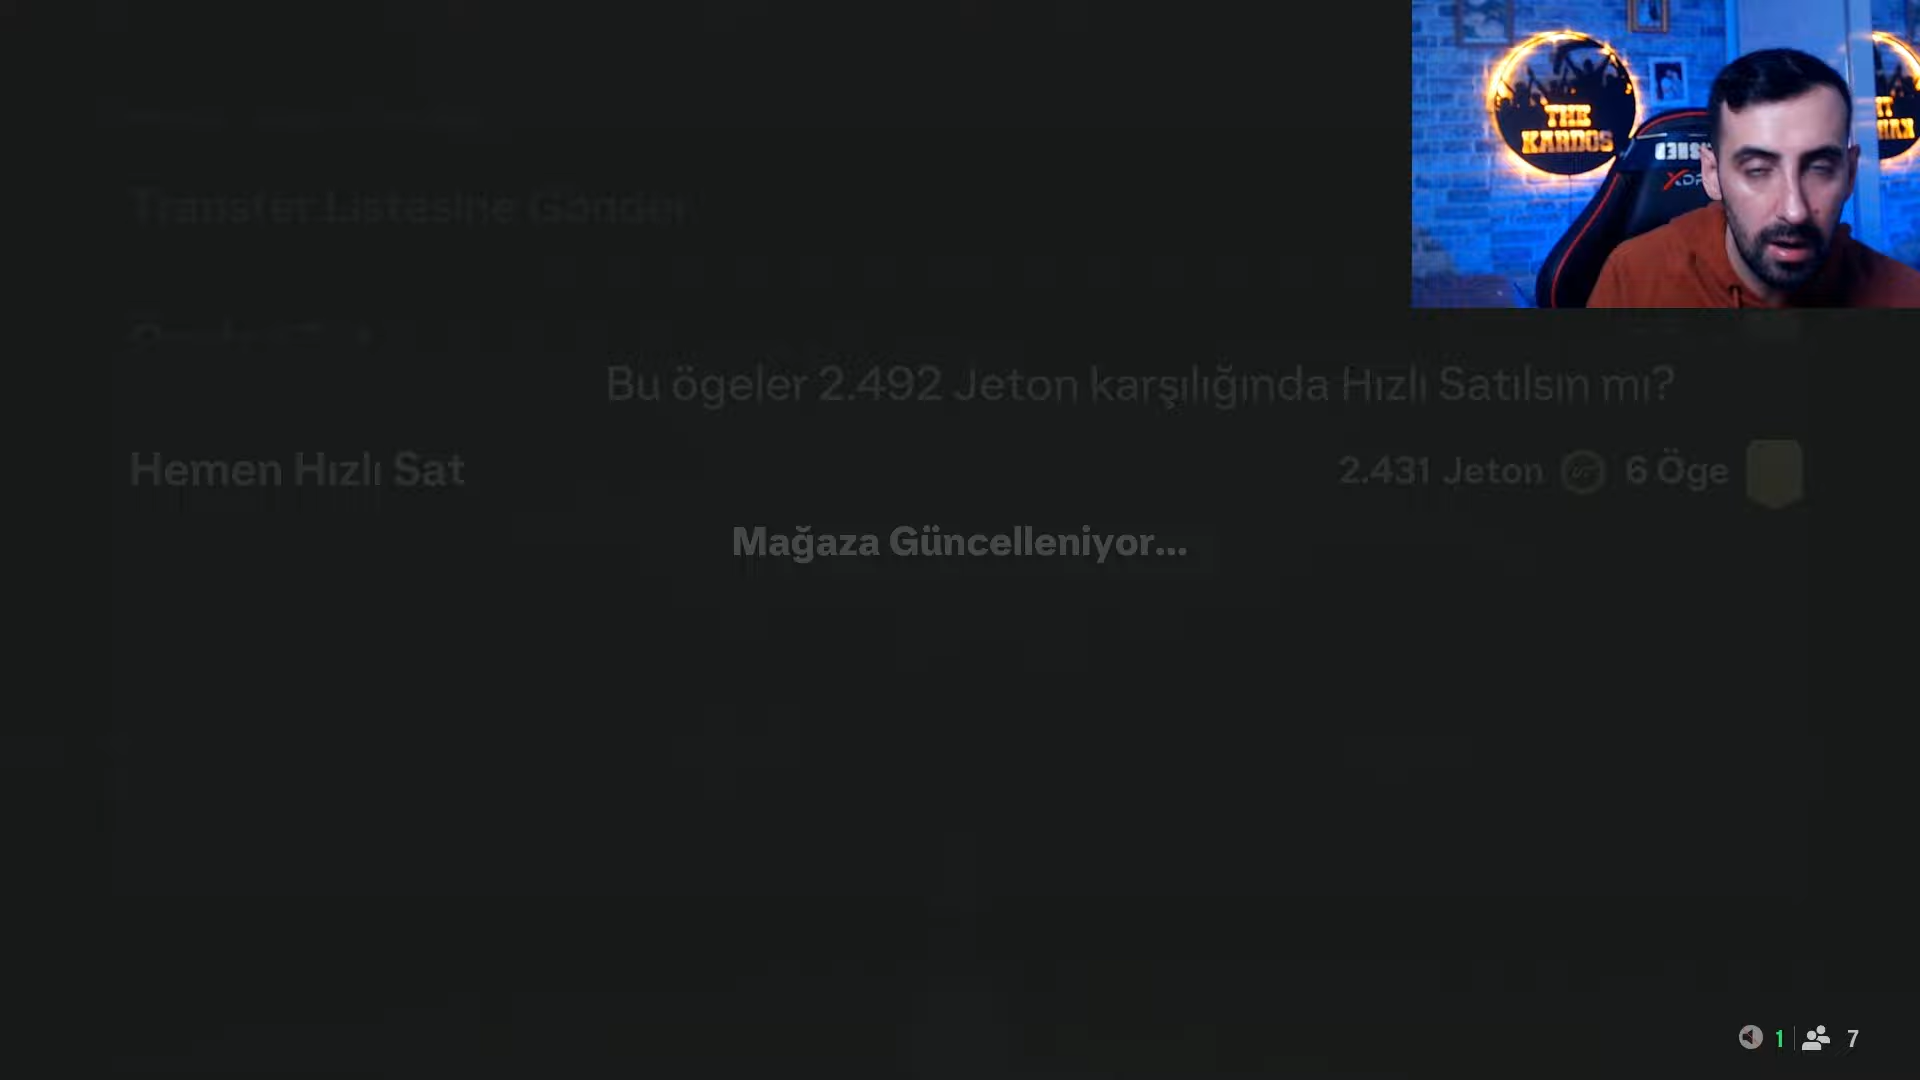 THE
KARDOS
Transfer Listesine Gönder
Bu ögeler 2.492 Jeton karşılığında Hızlı Satılsın mı?
Hemen Hızlı Sat
2.431 Jeton 6 Öge
Mağaza Güncelleniyor...
1 7